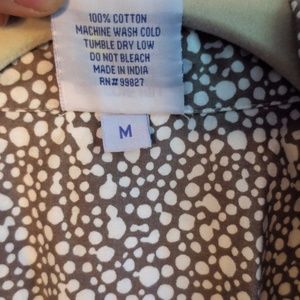 100% COTTON
MACHINE WASH COLD
TUMBLE DRY LOW
DO NOT BLEACH
MADE IN INDIA
RN# 99827
M